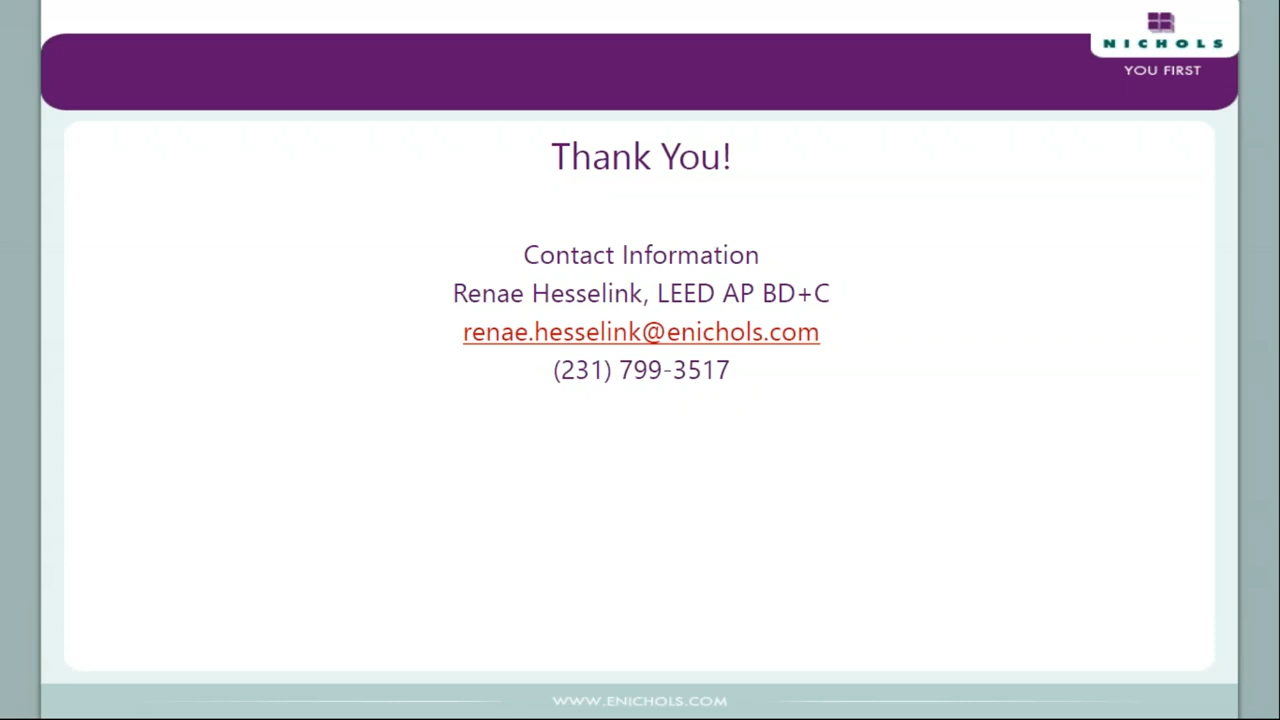 NICHOLS
YOU FIRST
Thank You!
Contact Information
Renae Hesselink, LEED AP BD+C
renae.hesselink@enichols.com
(231) 799-3517
WWW.ENICHOLS.COM